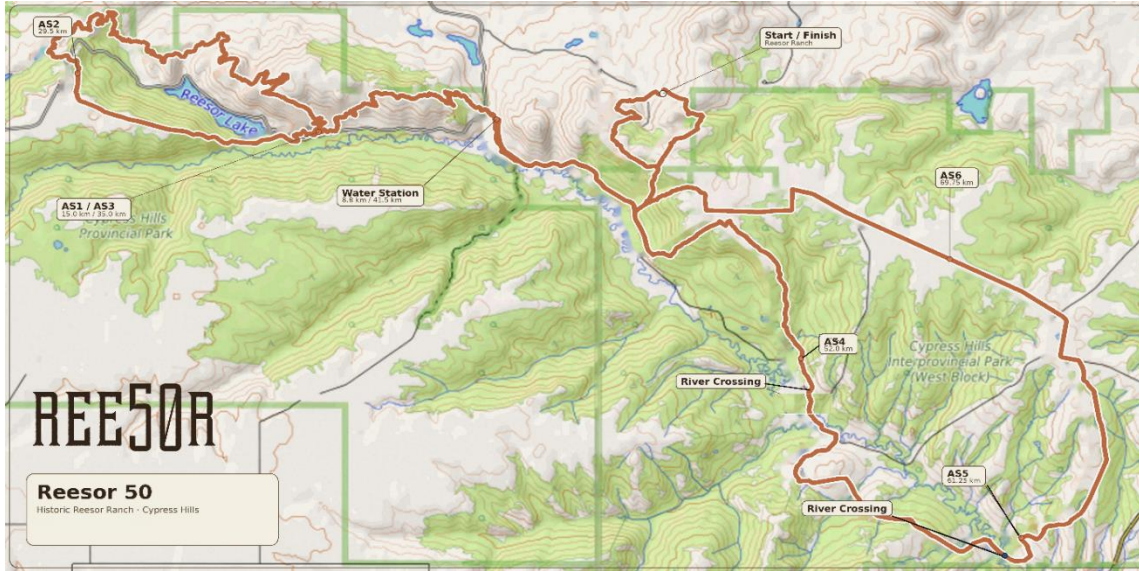 AS2
29.5 km
Start / Finish
Reesor Ranch
Reesor Lake
AS6
69.75 km
Water Station
8.8 km / 41.5 km
AS1 / AS3
15.0 km / 35.0 km
Cypress Hills
Provincial Park
AS4
52.0 km
Cypress Hills
Interprovincial Park
(West Block)
River Crossing
REE50R
AS5
61.25 km
Reesor 50
Historic Reesor Ranch - Cypress Hills
River Crossing